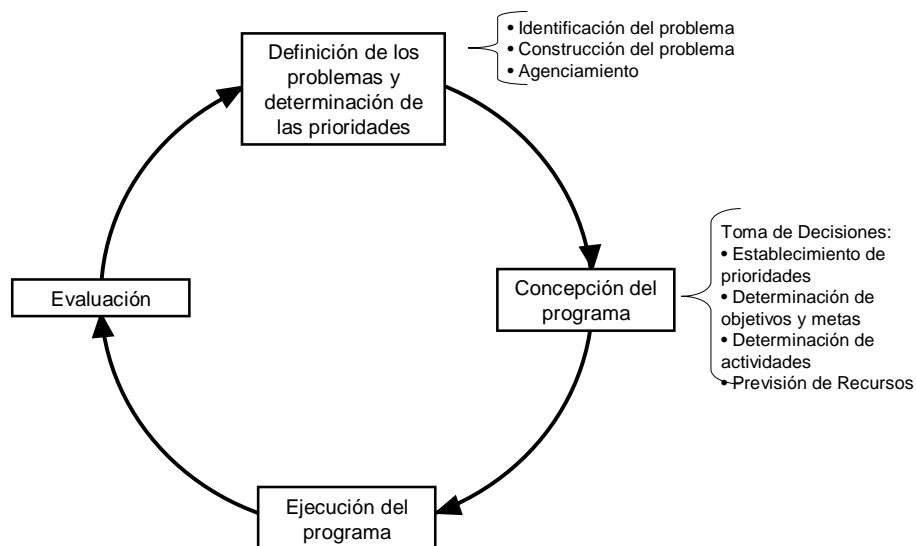 Definición de los
problemas y
determinación de
las prioridades
• Identificación del problema
• Construcción del problema
• Agenciamiento
Toma de Decisiones:
• Establecimiento de
prioridades
• Determinación de
objetivos y metas
• Determinación de
actividades
• Previsión de Recursos
Concepción del
programa
Evaluación
Ejecución del
programa